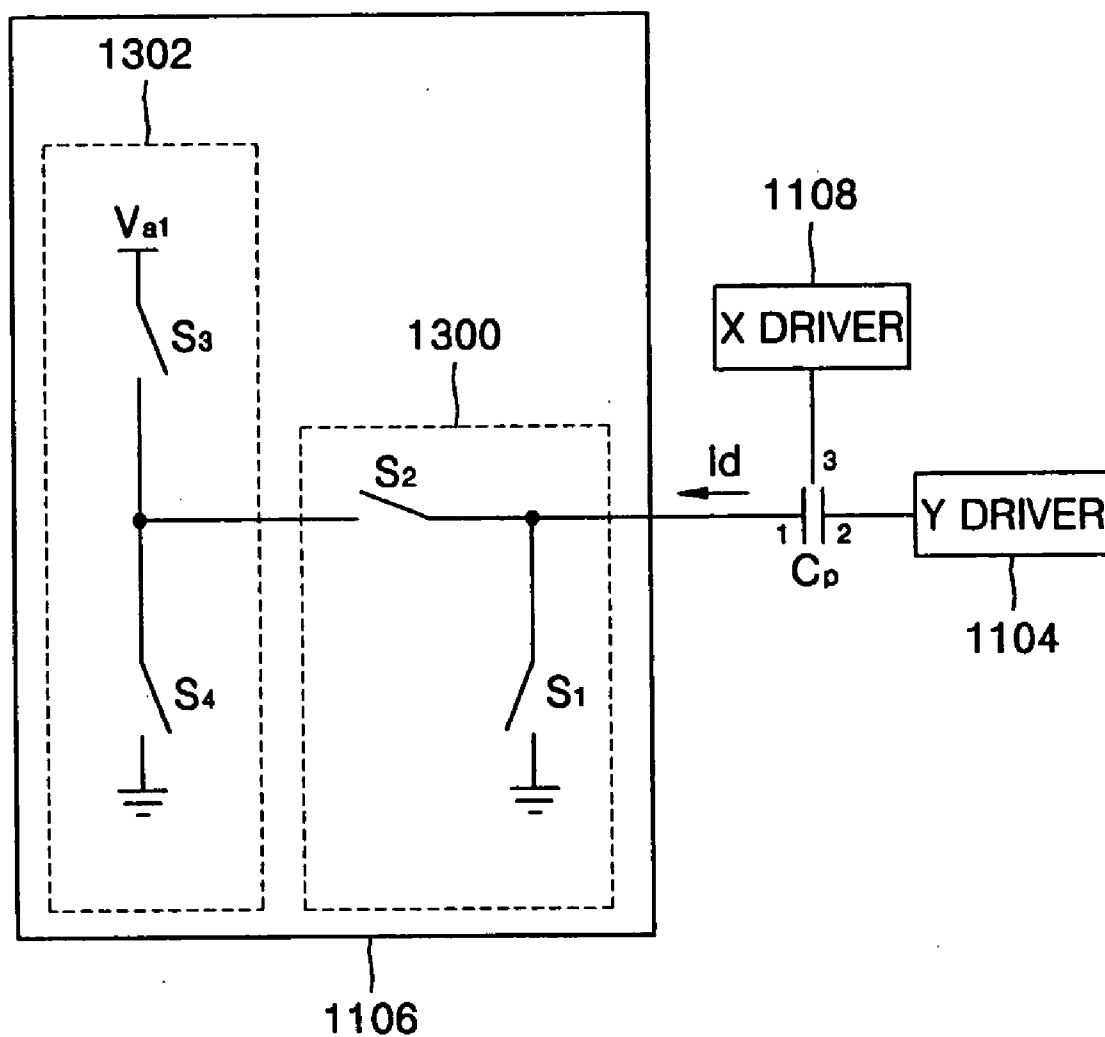 1302
1108
Va1
S3
1300
X DRIVER
S2
Id
3
Y DRIVER
1
2
Cp
1104
S4
S1
1106